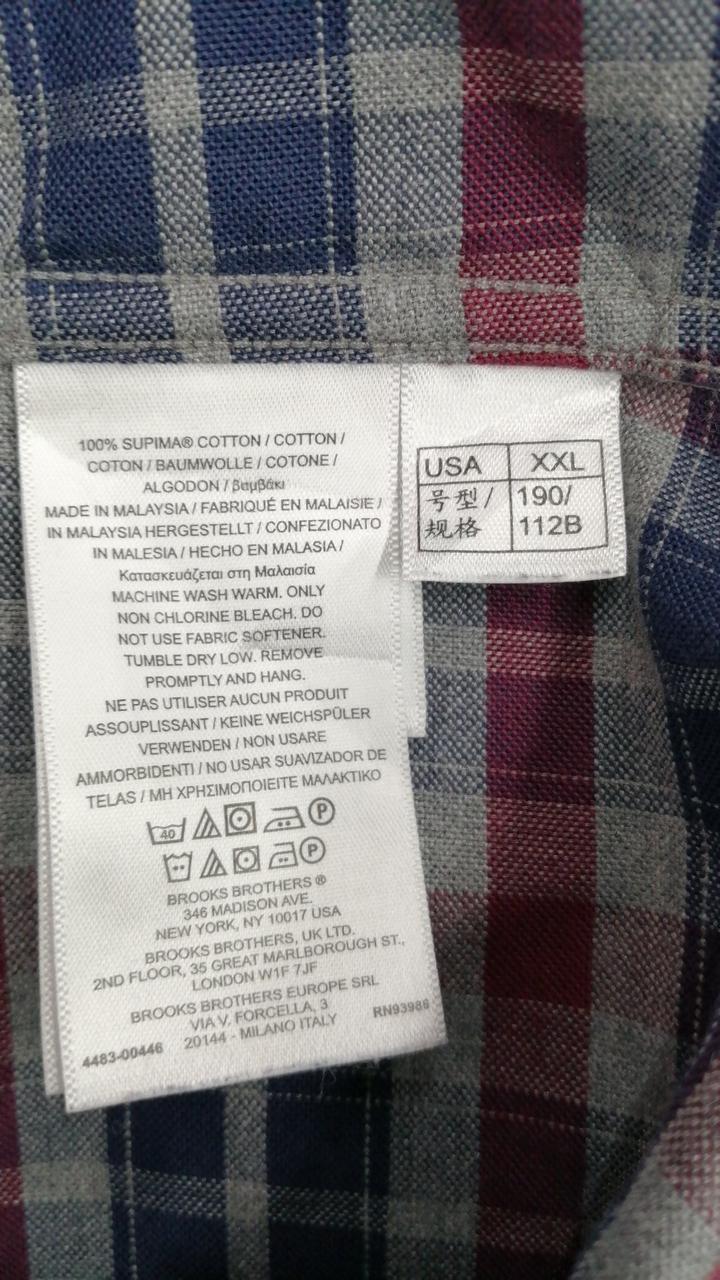 100% SUPIMA® COTTON / COTTON /
COTON / BAUMWOLLE / COTONE /
ALGODON / βαμβάκι
MADE IN MALAYSIA / FABRIQUÉ EN MALAISIE /
IN MALAYSIA HERGESTELLT / CONFEZIONATO
IN MALESIA / HECHO EN MALASIA /
Κατασκευάζεται στη Μαλαισία
MACHINE WASH WARM. ONLY
NON CHLORINE BLEACH. DO
NOT USE FABRIC SOFTENER.
TUMBLE DRY LOW. REMOVE
PROMPTLY AND HANG.
NE PAS UTILISER AUCUN PRODUIT
ASSOUPLISSANT / KEINE WEICHSPÜLER
VERWENDEN / NON USARE
AMMORBIDENTI / NO USAR SUAVIZADOR DE
TELAS / ΜΗ ΧΡΗΣΙΜΟΠΟΙΕΙΤΕ ΜΑΛΑΚΤΙΚΟ
40 P
P
BROOKS BROTHERS ®
346 MADISON AVE.
NEW YORK, NY 10017 USA
BROOKS BROTHERS, UK LTD.
2ND FLOOR, 35 GREAT MARLBOROUGH ST.,
LONDON W1F 7JF
BROOKS BROTHERS EUROPE SRL
VIA V. FORCELLA, 3
20144 - MILANO ITALY
RN93986
4483-00446
USA XXL
号型/ 190/
规格 112B